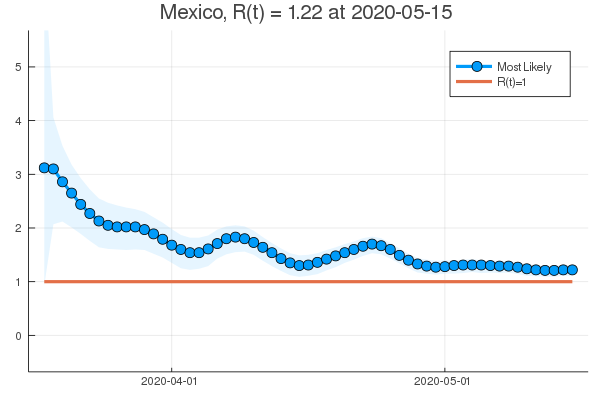 Mexico, R(t) = 1.22 at 2020-05-15
5
4
3
2
1
0
Most Likely
R(t)=1
2020-04-01
2020-05-01